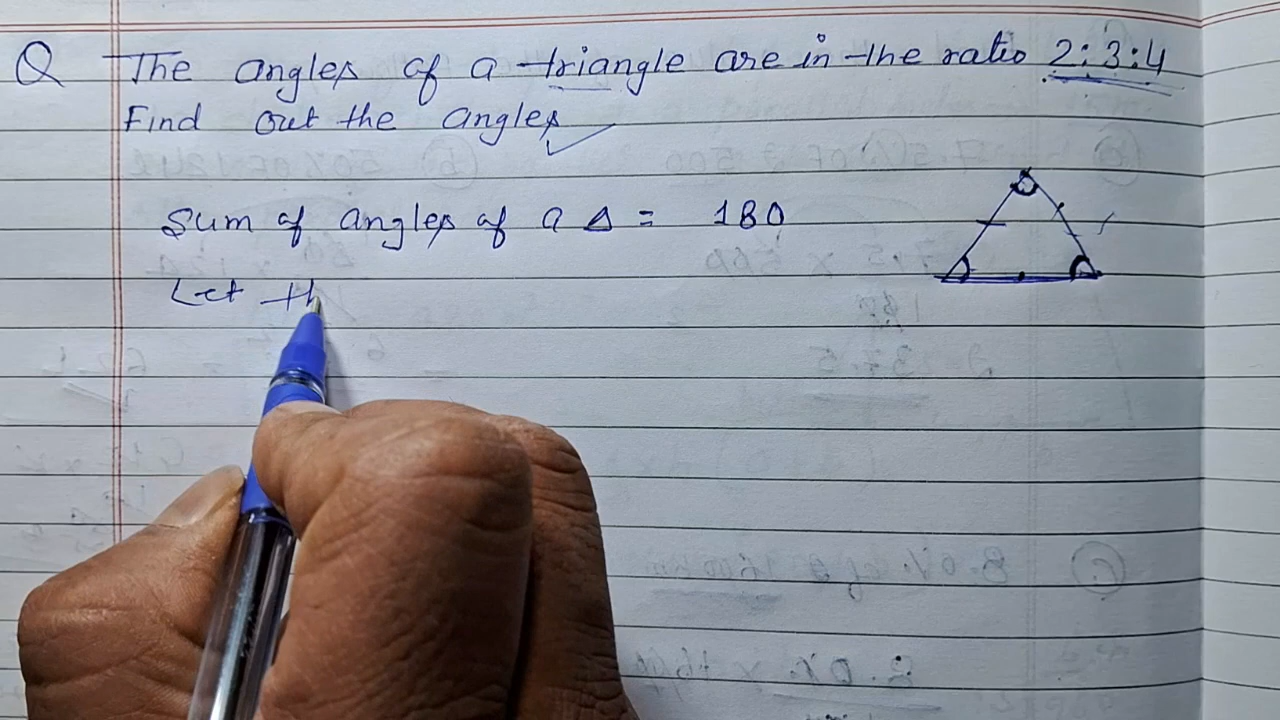 Q The angles of a triangle are in the ratio 2:3:4
Find out the angles
Sum of angles of a Δ = 180
Let th